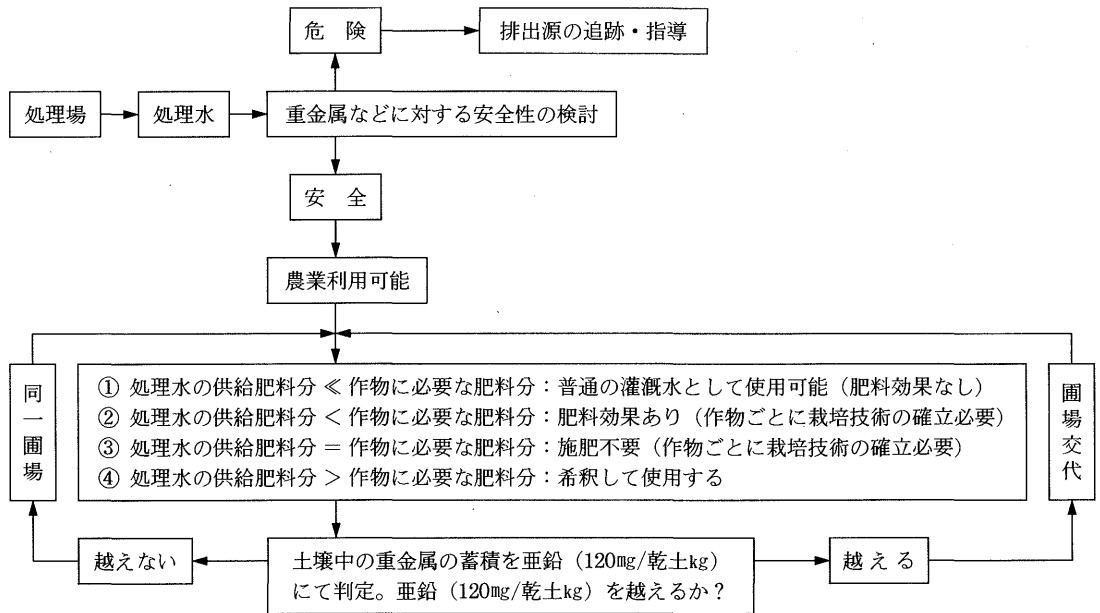 危険
排出源の追跡・指導
処理場
処理水
重金属などに対する安全性の検討
安全
農業利用可能
同一圃場
① 処理水の供給肥料分 ≪ 作物に必要な肥料分：普通の灌漑水として使用可能（肥料効果なし）
② 処理水の供給肥料分 < 作物に必要な肥料分：肥料効果あり（作物ごとに栽培技術の確立必要）
③ 処理水の供給肥料分 = 作物に必要な肥料分：施肥不要（作物ごとに栽培技術の確立必要）
④ 処理水の供給肥料分 > 作物に必要な肥料分：希釈して使用する
圃場交代
越えない
土壌中の重金属の蓄積を亜鉛（120mg/乾土kg）
にて判定。亜鉛（120mg/乾土kg）を越えるか？
越える